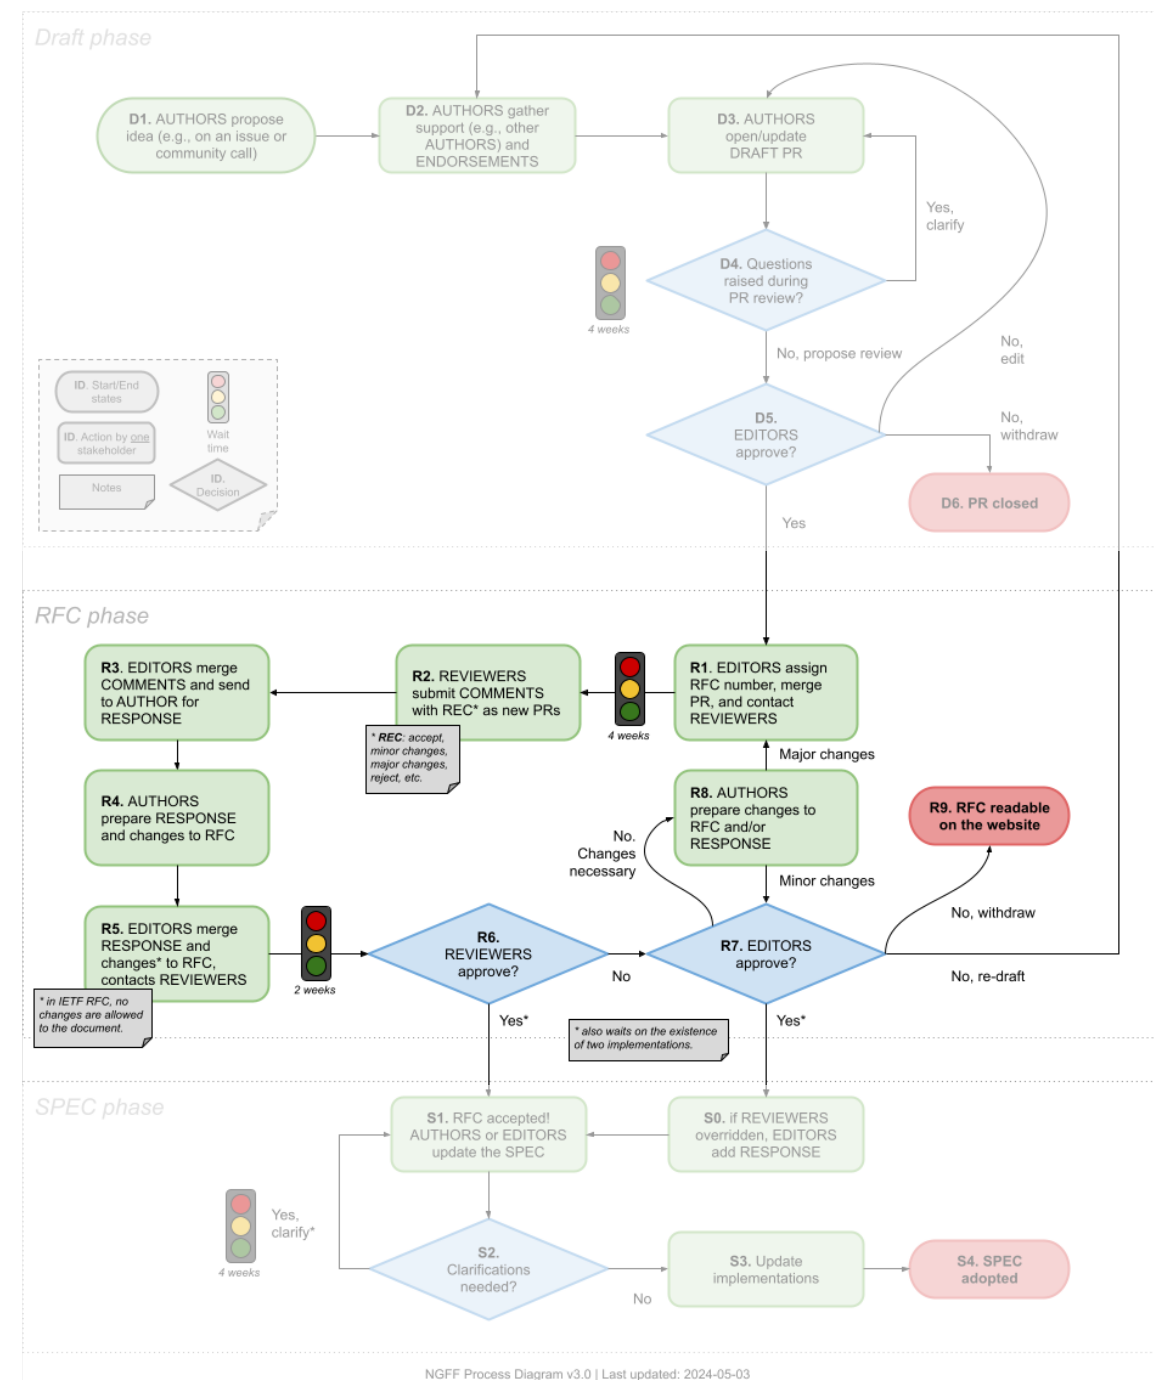 Draft phase
D1. AUTHORS propose
idea (e.g., on an issue or
community call)
D2. AUTHORS gather
support (e.g., other
AUTHORS) and
ENDORSEMENTS
D3. AUTHORS
open/update
DRAFT PR
Yes,
clarify
D4. Questions
raised during
PR review?
4 weeks
No, propose review
No,
edit
D5.
EDITORS
approve?
No,
withdraw
D6. PR closed
Yes
ID. Start/End
states
ID. Action by one
stakeholder
Notes
Wait
time
ID.
Decision
RFC phase
R3. EDITORS merge
COMMENTS and send
to AUTHOR for
RESPONSE
R2. REVIEWERS
submit COMMENTS
with REC* as new PRs
* REC: accept,
minor changes,
major changes,
reject, etc.
4 weeks
R1. EDITORS assign
RFC number, merge
PR, and contact
REVIEWERS
Major changes
R4. AUTHORS
prepare RESPONSE
and changes to RFC
R8. AUTHORS
prepare changes to
RFC and/or
RESPONSE
R9. RFC readable
on the website
No.
Changes
necessary
Minor changes
R5. EDITORS merge
RESPONSE and
changes* to RFC,
contacts REVIEWERS
* in IETF RFC, no
changes are allowed
to the document.
2 weeks
R6.
REVIEWERS
approve?
No
R7. EDITORS
approve?
No, withdraw
No, re-draft
Yes*
* also waits on the existence
of two implementations.
Yes*
SPEC phase
S1. RFC accepted!
AUTHORS or EDITORS
update the SPEC
S0. if REVIEWERS
overridden, EDITORS
add RESPONSE
4 weeks
Yes,
clarify*
S2.
Clarifications
needed?
No
S3. Update
implementations
S4. SPEC
adopted
NGFF Process Diagram v3.0 | Last updated: 2024-05-03